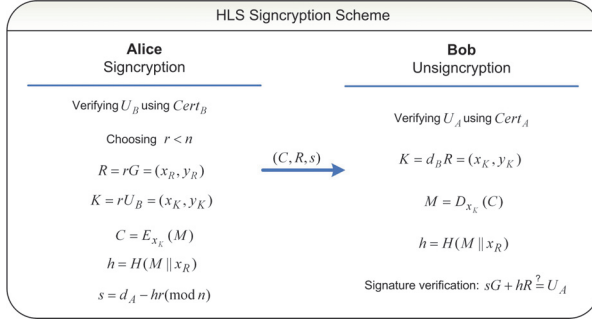 HLS Signcryption Scheme
Alice
Signcryption
Verifying U_B using Cert_B
Choosing r < n
R = rG = (x_R, y_R)
K = rU_B = (x_K, y_K)
C = E_{x_K}(M)
h = H(M || x_R)
s = d_A − hr(mod n)
(C, R, s)
Bob
Unsigncryption
Verifying U_A using Cert_A
K = d_B R = (x_K, y_K)
M = D_{x_K}(C)
h = H(M || x_R)
Signature verification: sG + hR ≟ U_A